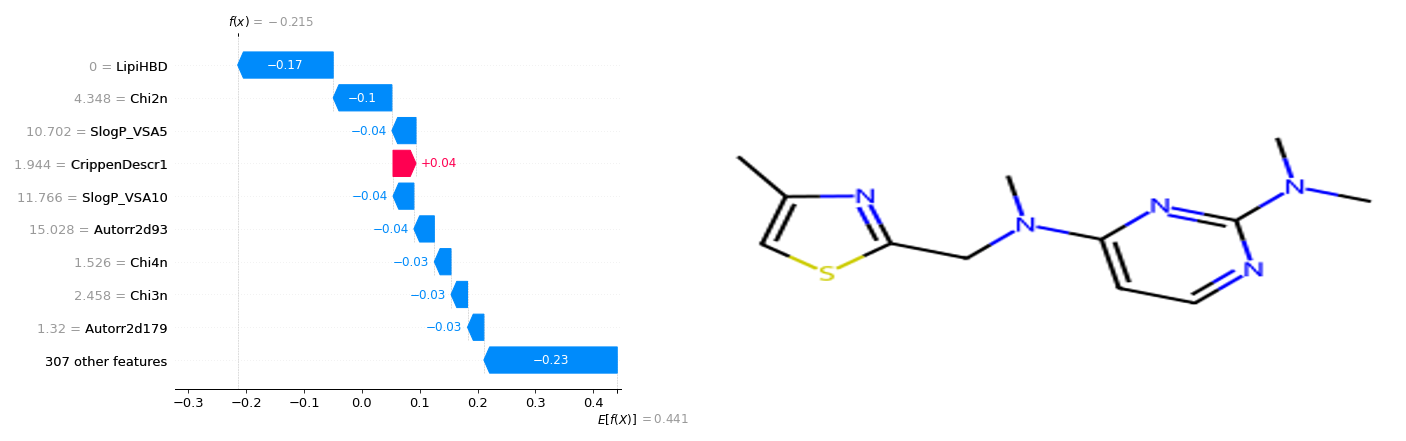 f(x) = −0.215
0 = LipiHBD
−0.17
4.348 = Chi2n
−0.1
10.702 = SlogP_VSA5
−0.04
1.944 = CrippenDescr1
+0.04
11.766 = SlogP_VSA10
−0.04
15.028 = Autorr2d93
−0.04
1.526 = Chi4n
−0.03
2.458 = Chi3n
−0.03
1.32 = Autorr2d179
−0.03
307 other features
−0.23
−0.3 −0.2 −0.1 0.0 0.1 0.2 0.3 0.4
E[f(X)] = 0.441
N
S
N
N
N
N